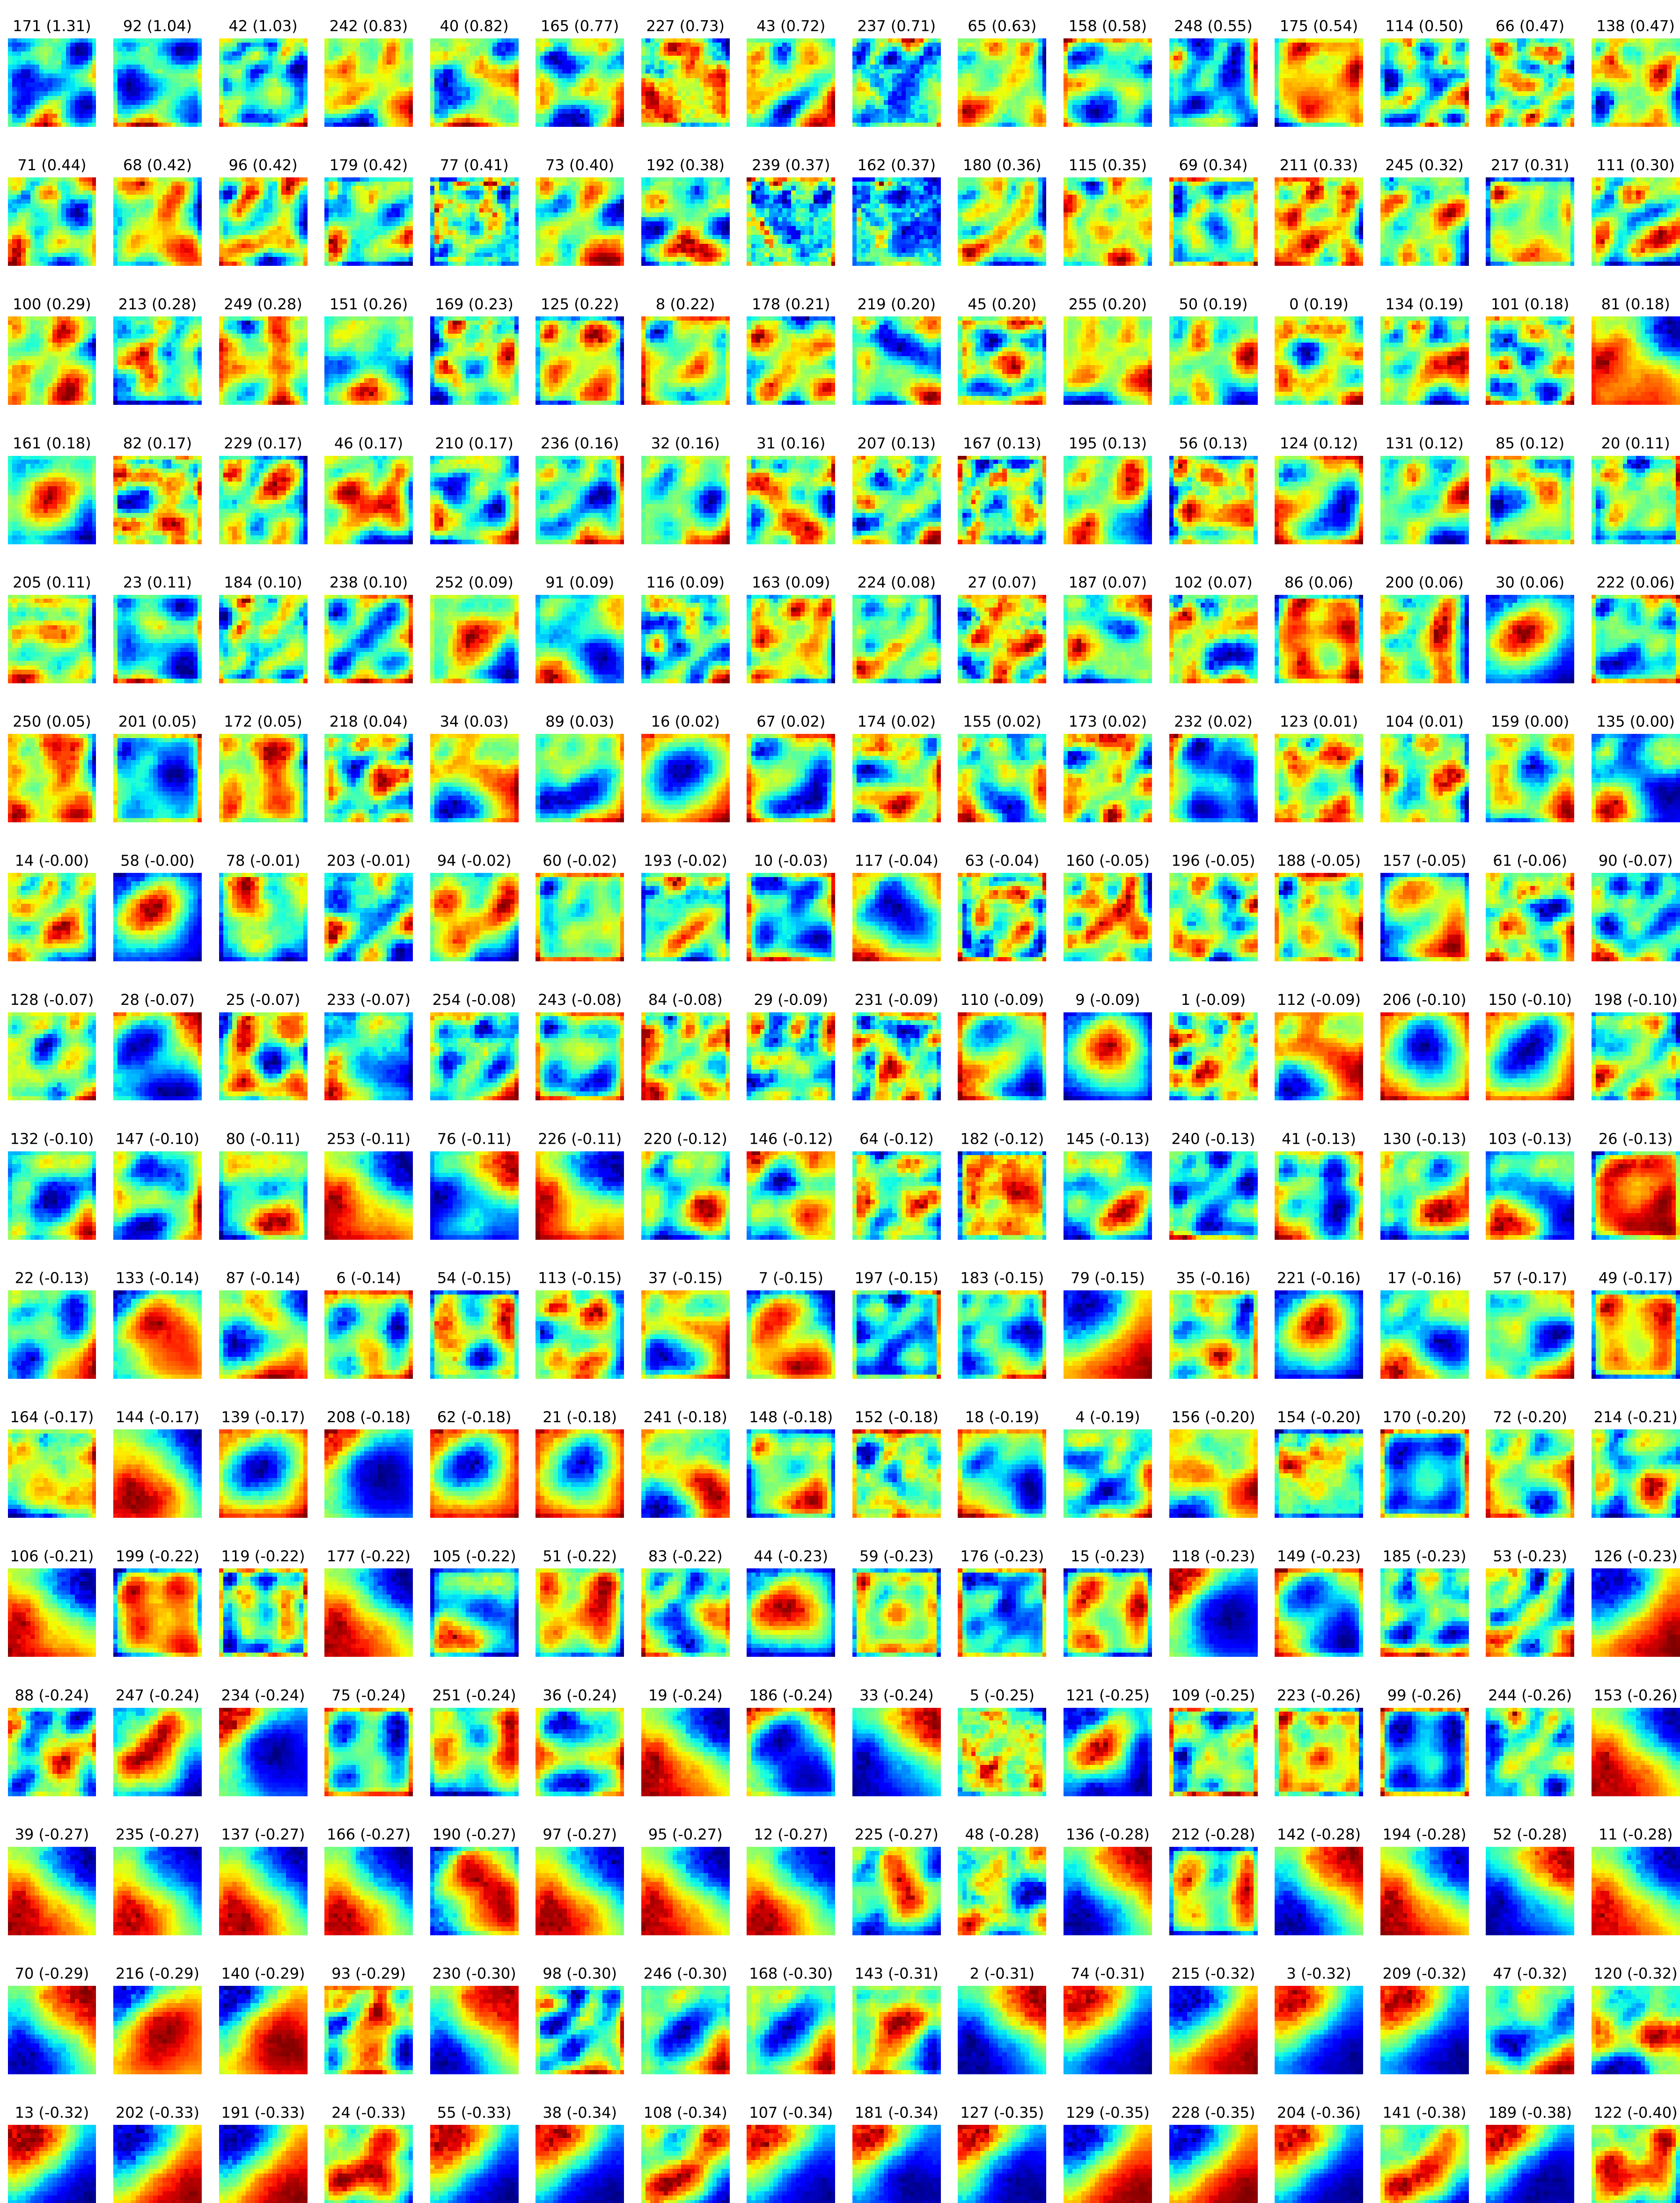 171 (1.31) 92 (1.04) 42 (1.03) 242 (0.83) 40 (0.82) 165 (0.77) 227 (0.73) 43 (0.72) 237 (0.71) 65 (0.63) 158 (0.58) 248 (0.55) 175 (0.54) 114 (0.50) 66 (0.47) 138 (0.47)
71 (0.44) 68 (0.42) 96 (0.42) 179 (0.42) 77 (0.41) 73 (0.40) 192 (0.38) 239 (0.37) 162 (0.37) 180 (0.36) 115 (0.35) 69 (0.34) 211 (0.33) 245 (0.32) 217 (0.31) 111 (0.30)
100 (0.29) 213 (0.28) 249 (0.28) 151 (0.26) 169 (0.23) 125 (0.22) 8 (0.22) 178 (0.21) 219 (0.20) 45 (0.20) 255 (0.20) 50 (0.19) 0 (0.19) 134 (0.19) 101 (0.18) 81 (0.18)
161 (0.18) 82 (0.17) 229 (0.17) 46 (0.17) 210 (0.17) 236 (0.16) 32 (0.16) 31 (0.16) 207 (0.13) 167 (0.13) 195 (0.13) 56 (0.13) 124 (0.12) 131 (0.12) 85 (0.12) 20 (0.11)
205 (0.11) 23 (0.11) 184 (0.10) 238 (0.10) 252 (0.09) 91 (0.09) 116 (0.09) 163 (0.09) 224 (0.08) 27 (0.07) 187 (0.07) 102 (0.07) 86 (0.06) 200 (0.06) 30 (0.06) 222 (0.06)
250 (0.05) 201 (0.05) 172 (0.05) 218 (0.04) 34 (0.03) 89 (0.03) 16 (0.02) 67 (0.02) 174 (0.02) 155 (0.02) 173 (0.02) 232 (0.02) 123 (0.01) 104 (0.01) 159 (0.00) 135 (0.00)
14 (-0.00) 58 (-0.00) 78 (-0.01) 203 (-0.01) 94 (-0.02) 60 (-0.02) 193 (-0.02) 10 (-0.03) 117 (-0.04) 63 (-0.04) 160 (-0.05) 196 (-0.05) 188 (-0.05) 157 (-0.05) 61 (-0.06) 90 (-0.07)
128 (-0.07) 28 (-0.07) 25 (-0.07) 233 (-0.07) 254 (-0.08) 243 (-0.08) 84 (-0.08) 29 (-0.09) 231 (-0.09) 110 (-0.09) 9 (-0.09) 1 (-0.09) 112 (-0.09) 206 (-0.10) 150 (-0.10) 198 (-0.10)
132 (-0.10) 147 (-0.10) 80 (-0.11) 253 (-0.11) 76 (-0.11) 226 (-0.11) 220 (-0.12) 146 (-0.12) 64 (-0.12) 182 (-0.12) 145 (-0.13) 240 (-0.13) 41 (-0.13) 130 (-0.13) 103 (-0.13) 26 (-0.13)
22 (-0.13) 133 (-0.14) 87 (-0.14) 6 (-0.14) 54 (-0.15) 113 (-0.15) 37 (-0.15) 7 (-0.15) 197 (-0.15) 183 (-0.15) 79 (-0.15) 35 (-0.16) 221 (-0.16) 17 (-0.16) 57 (-0.17) 49 (-0.17)
164 (-0.17) 144 (-0.17) 139 (-0.17) 208 (-0.18) 62 (-0.18) 21 (-0.18) 241 (-0.18) 148 (-0.18) 152 (-0.18) 18 (-0.19) 4 (-0.19) 156 (-0.20) 154 (-0.20) 170 (-0.20) 72 (-0.20) 214 (-0.21)
106 (-0.21) 199 (-0.22) 119 (-0.22) 177 (-0.22) 105 (-0.22) 51 (-0.22) 83 (-0.22) 44 (-0.23) 59 (-0.23) 176 (-0.23) 15 (-0.23) 118 (-0.23) 149 (-0.23) 185 (-0.23) 53 (-0.23) 126 (-0.23)
88 (-0.24) 247 (-0.24) 234 (-0.24) 75 (-0.24) 251 (-0.24) 36 (-0.24) 19 (-0.24) 186 (-0.24) 33 (-0.24) 5 (-0.25) 121 (-0.25) 109 (-0.25) 223 (-0.26) 99 (-0.26) 244 (-0.26) 153 (-0.26)
39 (-0.27) 235 (-0.27) 137 (-0.27) 166 (-0.27) 190 (-0.27) 97 (-0.27) 95 (-0.27) 12 (-0.27) 225 (-0.27) 48 (-0.28) 136 (-0.28) 212 (-0.28) 142 (-0.28) 194 (-0.28) 52 (-0.28) 11 (-0.28)
70 (-0.29) 216 (-0.29) 140 (-0.29) 93 (-0.29) 230 (-0.30) 98 (-0.30) 246 (-0.30) 168 (-0.30) 143 (-0.31) 2 (-0.31) 74 (-0.31) 215 (-0.32) 3 (-0.32) 209 (-0.32) 47 (-0.32) 120 (-0.32)
13 (-0.32) 202 (-0.33) 191 (-0.33) 24 (-0.33) 55 (-0.33) 38 (-0.34) 108 (-0.34) 107 (-0.34) 181 (-0.34) 127 (-0.35) 129 (-0.35) 228 (-0.35) 204 (-0.36) 141 (-0.38) 189 (-0.38) 122 (-0.40)